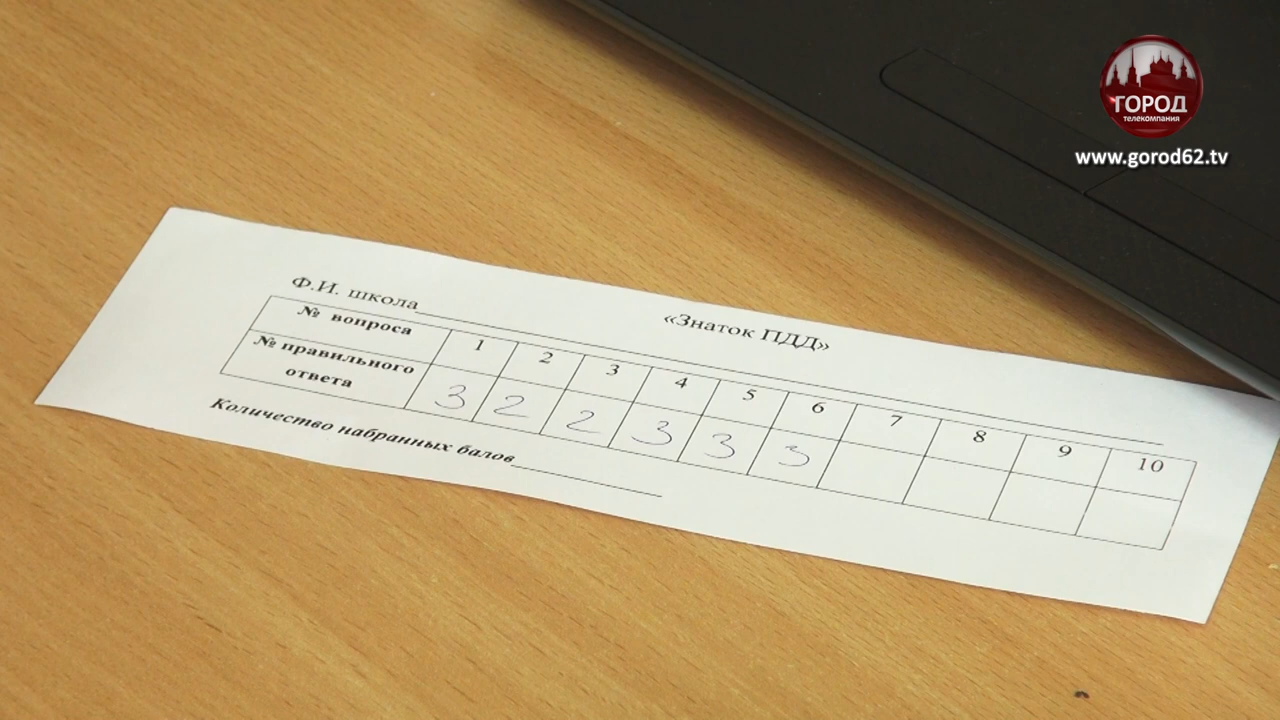 ГОРОД
телекомпания
www.gorod62.tv
«Знаток ПДД»
Ф.И. школа
№ вопроса 1 2 3 4 5 6 7 8 9 10
№ правильного ответа 3 2 2 3 3 3
Количество набранных балов